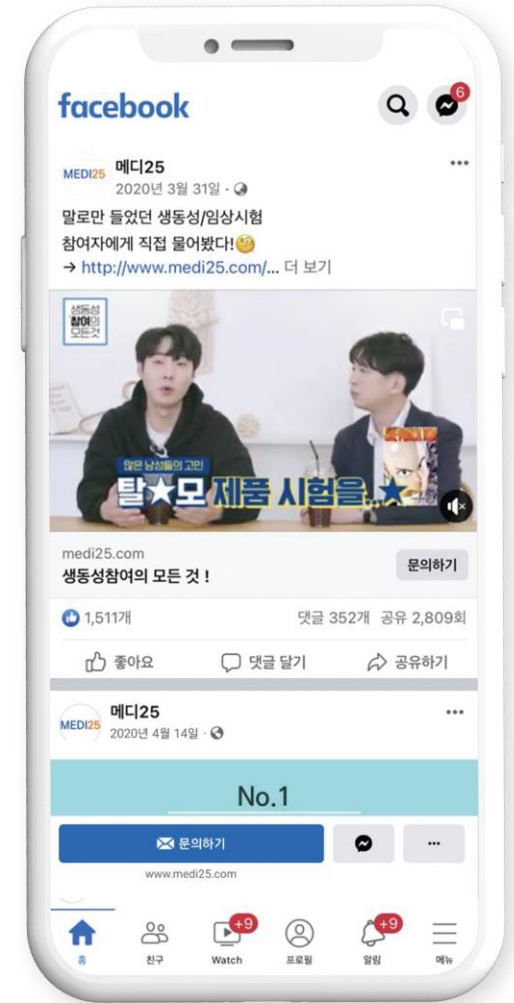 facebook
6
MEDI25
메디25
2020년 3월 31일
말로만 들었던 생동성/임상시험
참여자에게 직접 물어봤다!
→ http://www.medi25.com/... 더 보기
생동성
참여의
모든것
많은 남성들의 고민
탈★모 제품 시험을..★
medi25.com
생동성참여의 모든 것 !
문의하기
1,511개
댓글 352개 공유 2,809회
좋아요
댓글 달기
공유하기
MEDI25
메디25
2020년 4월 14일
No.1
문의하기
www.medi25.com
+9
+9
홈
친구
Watch
프로필
알림
메뉴